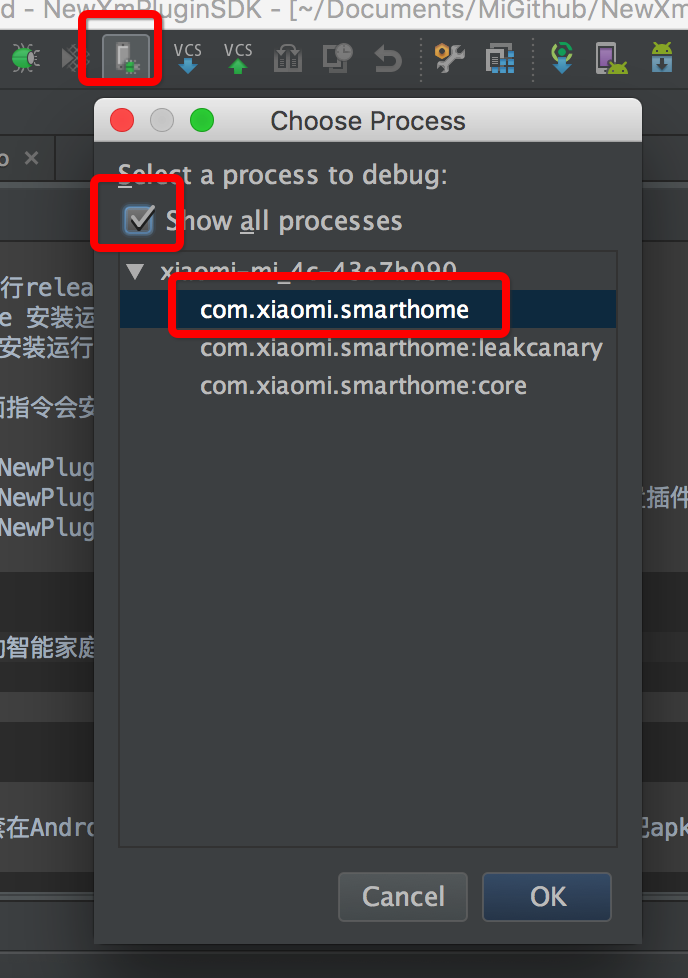 d - NewXmPluginSDK - [~/Documents/MiGithub/NewXm
VCS
VCS
Choose Process
o
Select a process to debug:
Show all processes
xiaomi-mi_4c-43e7b090
行relea
com.xiaomi.smarthome
e 安装运
安装运行
com.xiaomi.smarthome:leakcanary
com.xiaomi.smarthome:core
面指令会安
NewPlug
NewPlug
插件
NewPlug
智能家庭
在Andro
apk
Cancel
OK